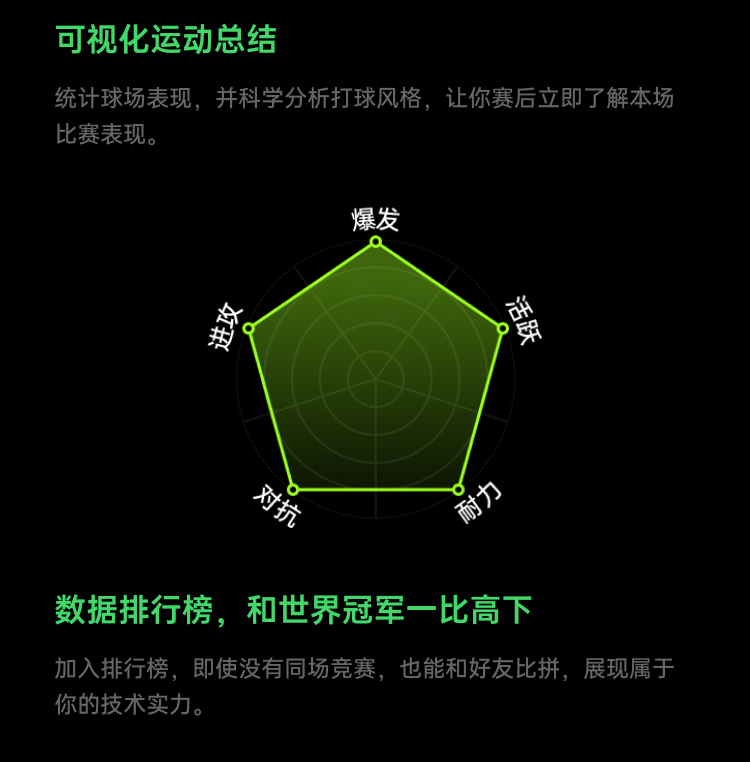 可视化运动总结
统计球场表现，并科学分析打球风格，让你赛后立即了解本场
比赛表现。
爆发
进攻
活跃
对抗
耐力
数据排行榜，和世界冠军一比高下
加入排行榜，即使没有同场竞赛，也能和好友比拼，展现属于
你的技术实力。